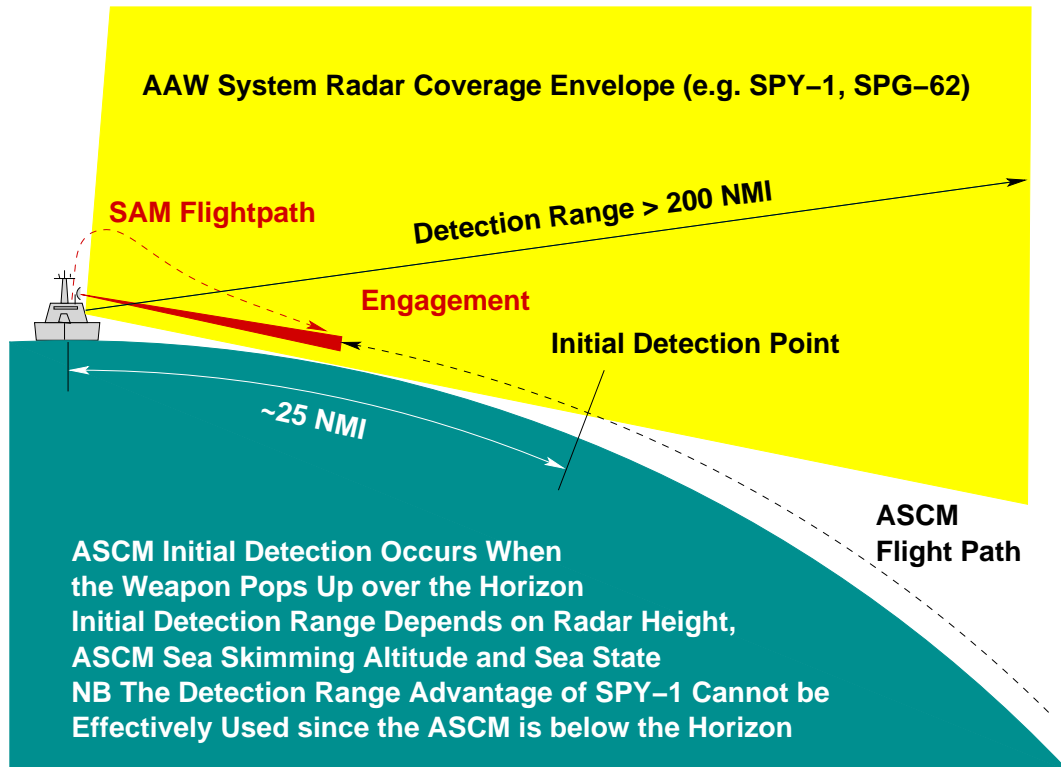 AAW System Radar Coverage Envelope (e.g. SPY−1, SPG−62)
Detection Range > 200 NMI
SAM Flightpath
Engagement
Initial Detection Point
~25 NMI
ASCM
Flight Path
ASCM Initial Detection Occurs When
the Weapon Pops Up over the Horizon
Initial Detection Range Depends on Radar Height,
ASCM Sea Skimming Altitude and Sea State
NB The Detection Range Advantage of SPY−1 Cannot be
Effectively Used since the ASCM is below the Horizon